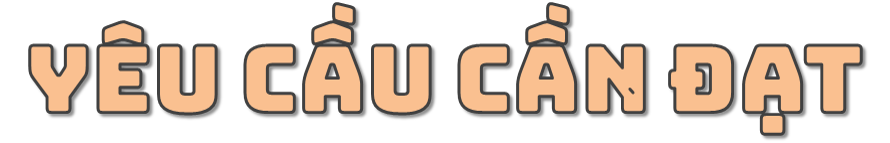 YÊU CẦU CẦN ĐẠT